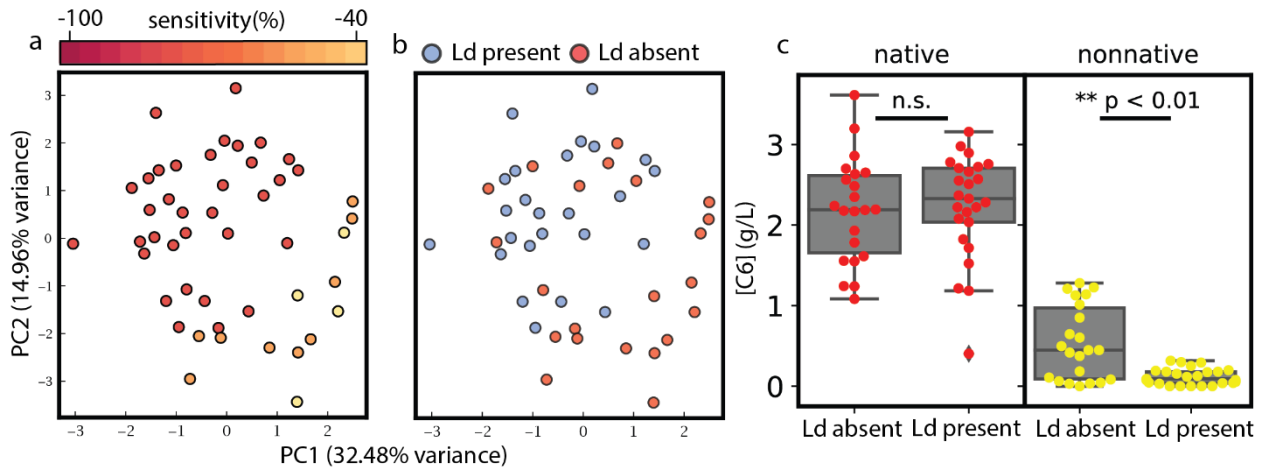 a
-100 sensitivity(%) -40
PC2 (14.96% variance)
3
2
1
0
−1
−2
−3
−3 −2 −1 0 1 2
b
Ld present Ld absent
−3 −2 −1 0 1 2
PC1 (32.48% variance)
c
native nonnative
n.s.
** p < 0.01
[C6] (g/L)
3
2
1
0
Ld absent Ld present Ld absent Ld present